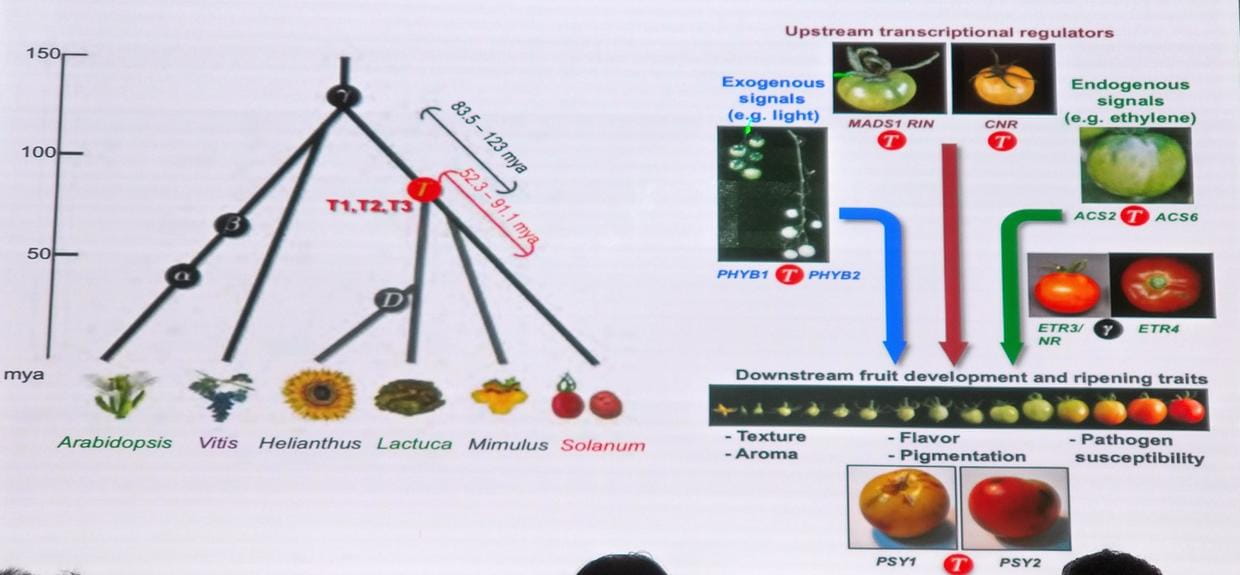 150
100
50
mya
γ
β
α
D
T
T1,T2,T3
83.5 – 123 mya
52.3 – 91.1 mya
Arabidopsis Vitis Helianthus Lactuca Mimulus Solanum
Upstream transcriptional regulators
Exogenous
signals
(e.g. light)
MADS1 RIN
T
CNR
T
Endogenous
signals
(e.g. ethylene)
PHYB1 T PHYB2
ACS2 T ACS6
ETR3/
NR
γ
ETR4
Downstream fruit development and ripening traits
- Texture
- Aroma
- Flavor
- Pigmentation
- Pathogen
susceptibility
PSY1 T PSY2